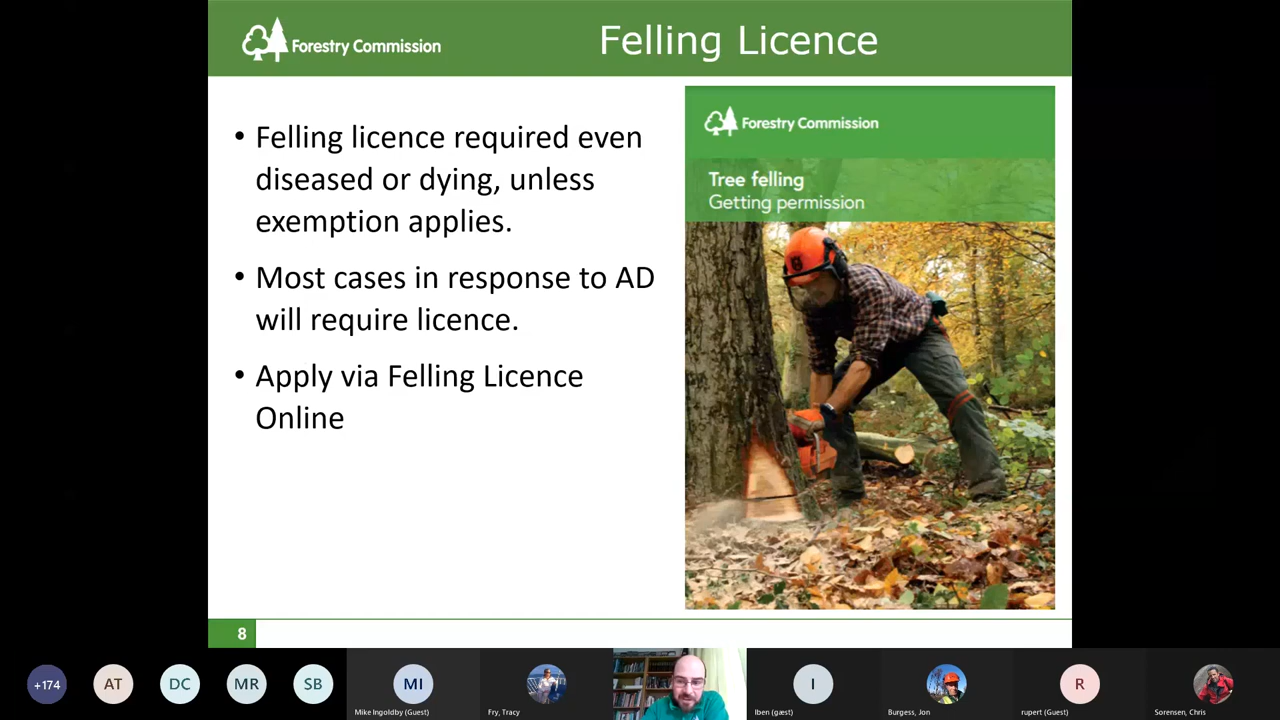 Forestry Commission
Felling Licence
• Felling licence required even
diseased or dying, unless
exemption applies.
• Most cases in response to AD
will require licence.
• Apply via Felling Licence
Online
Forestry Commission
Tree felling
Getting permission
8
+174
AT
DC
MR
SB
MI
Mike Ingoldby (Guest)
Fry, Tracy
I
Iben (gæst)
Burgess, Jon
R
rupert (Guest)
Sorensen, Chris